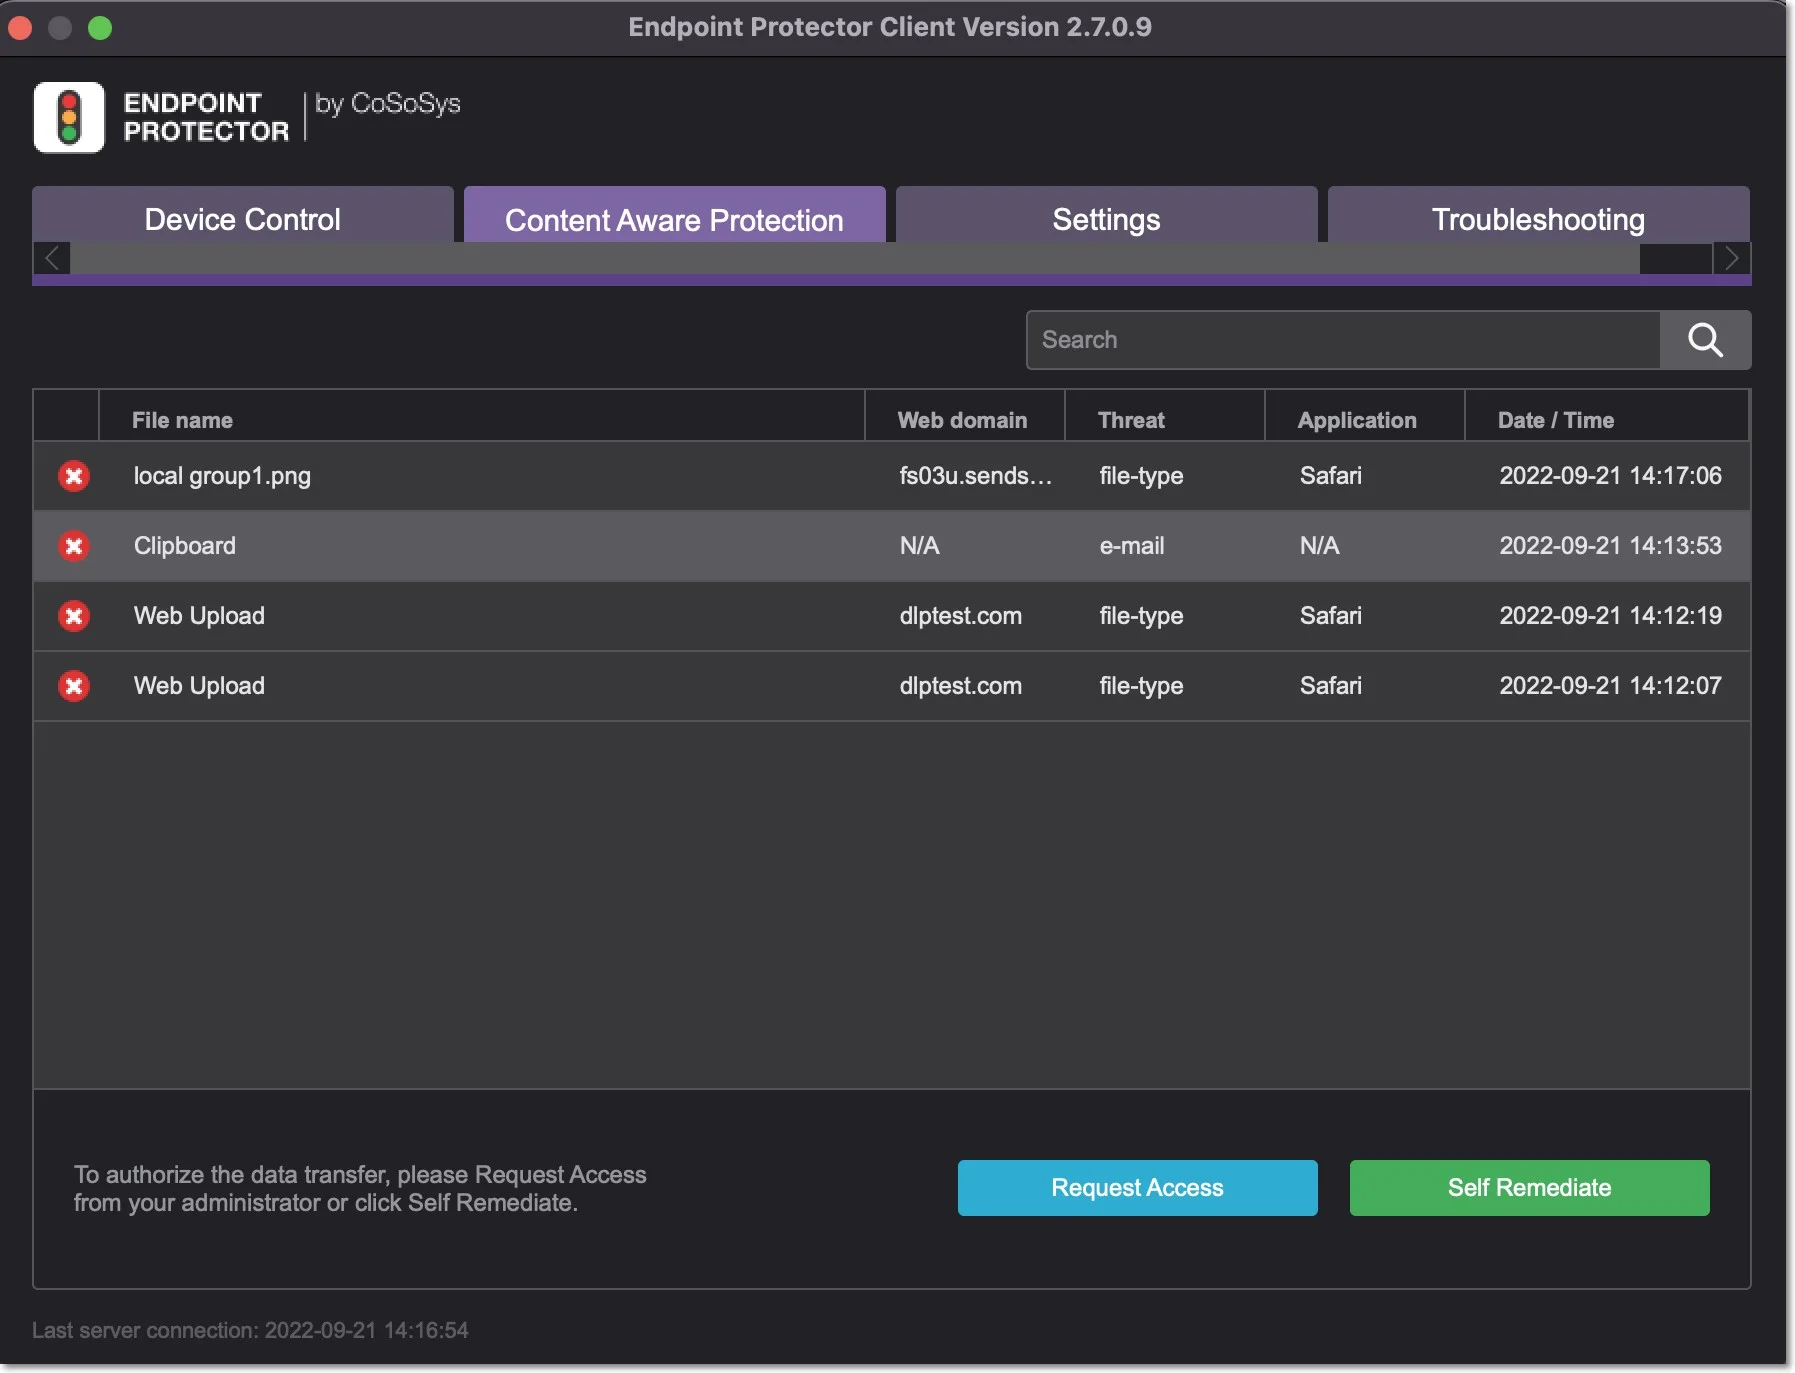 Endpoint Protector Client Version 2.7.0.9
ENDPOINT
PROTECTOR
by CoSoSys
Device Control
Content Aware Protection
Settings
Troubleshooting
Search
File name Web domain Threat Application Date / Time
local group1.png fs03u.sends... file-type Safari 2022-09-21 14:17:06
Clipboard N/A e-mail N/A 2022-09-21 14:13:53
Web Upload dlptest.com file-type Safari 2022-09-21 14:12:19
Web Upload dlptest.com file-type Safari 2022-09-21 14:12:07
To authorize the data transfer, please Request Access
from your administrator or click Self Remediate.
Request Access
Self Remediate
Last server connection: 2022-09-21 14:16:54